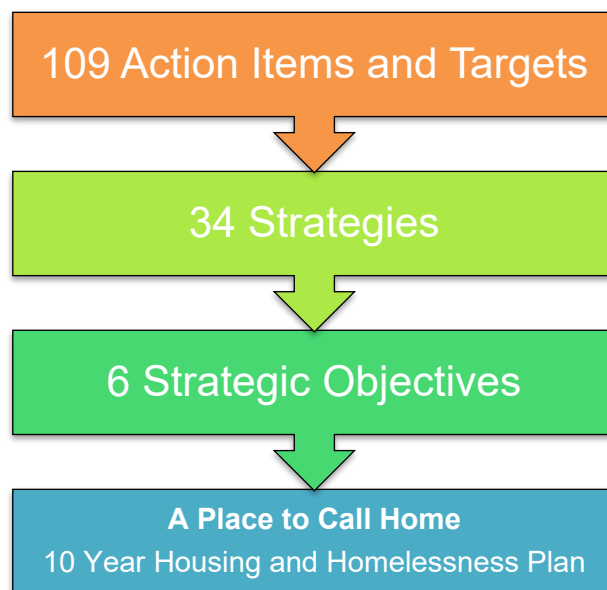 109 Action Items and Targets
34 Strategies
6 Strategic Objectives
A Place to Call Home
10 Year Housing and Homelessness Plan